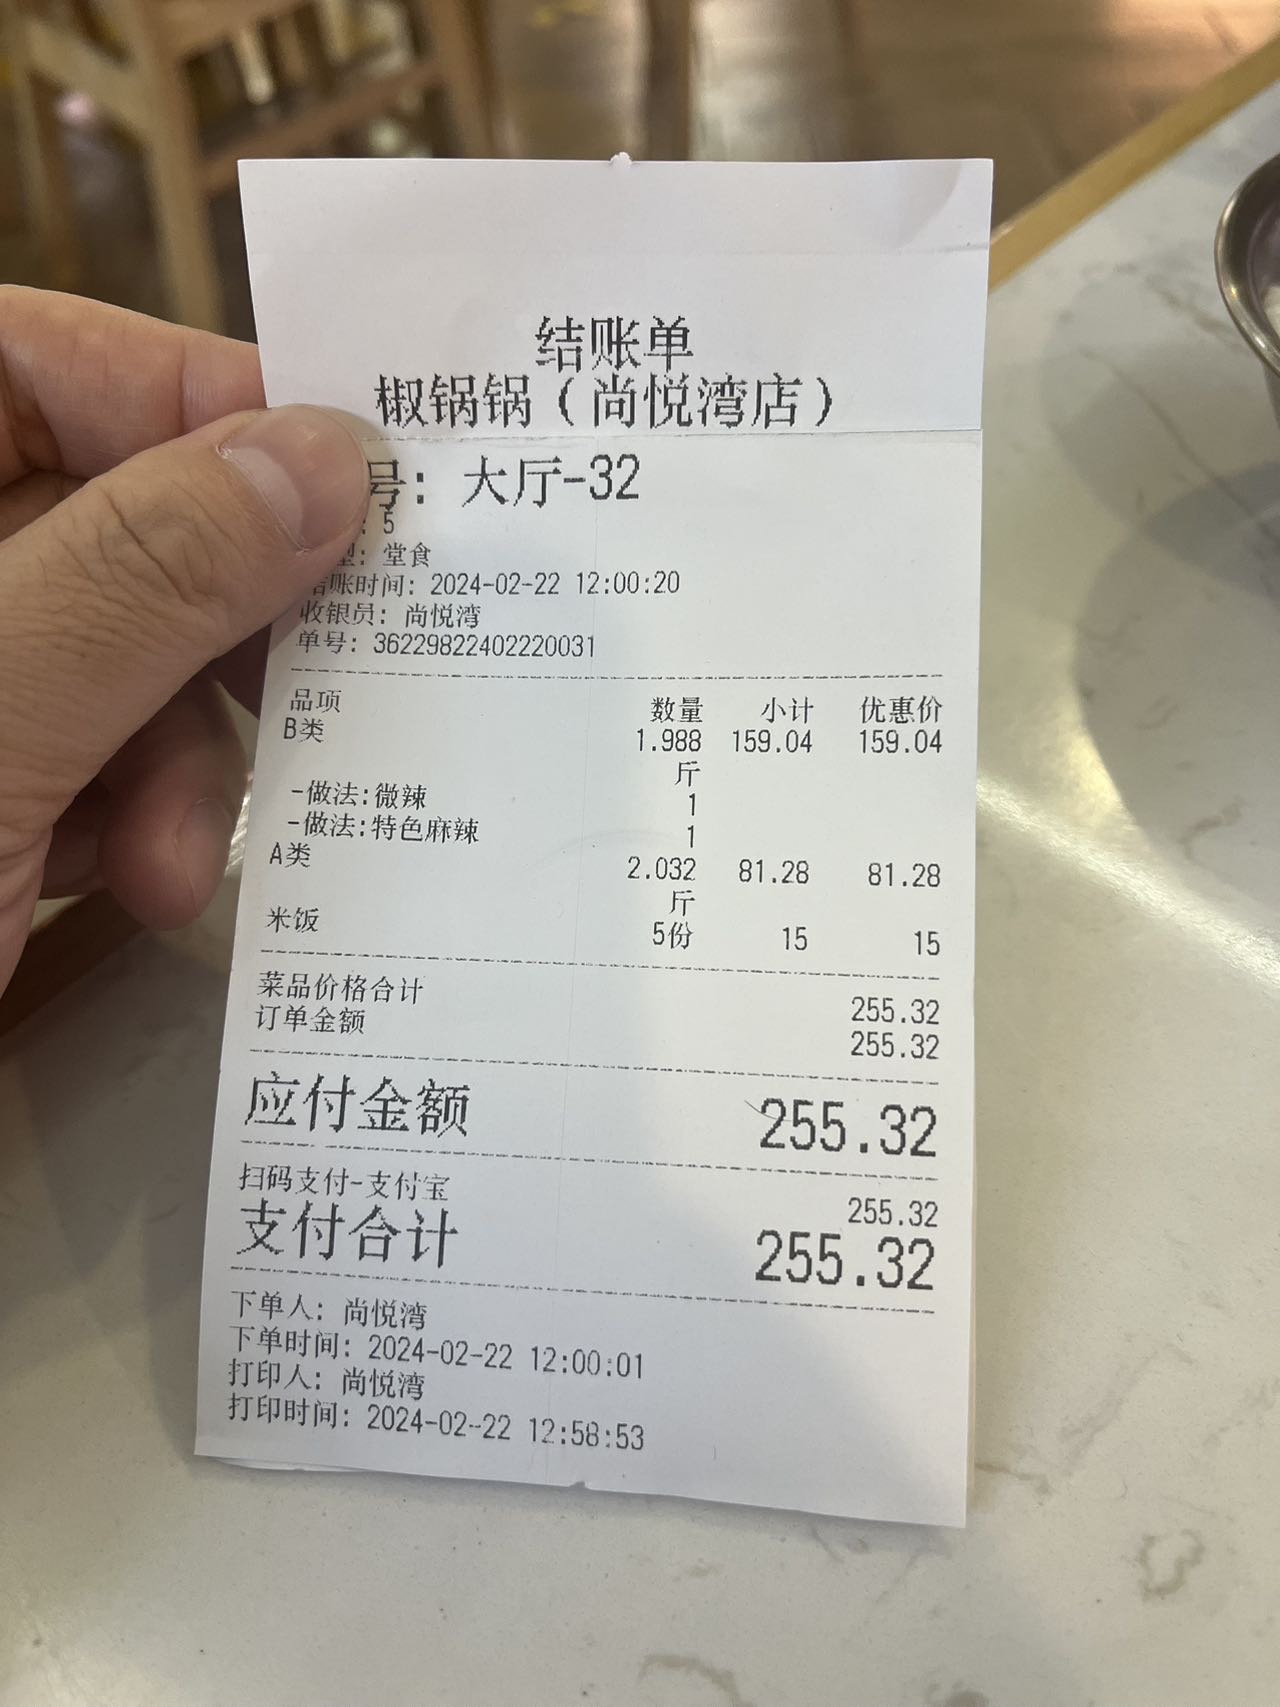 结账单
椒锅锅（尚悦湾店）
号: 大厅-32
: 5
型: 堂食
结账时间: 2024-02-22 12:00:20
收银员: 尚悦湾
单号: 36229822402220031
品项 数量 小计 优惠价
B类 1.988 159.04 159.04
斤
-做法:微辣 1
-做法:特色麻辣 1
A类 2.032 81.28 81.28
斤
米饭 5份 15 15
菜品价格合计 255.32
订单金额 255.32
应付金额 255.32
扫码支付-支付宝 255.32
支付合计 255.32
下单人: 尚悦湾
下单时间: 2024-02-22 12:00:01
打印人: 尚悦湾
打印时间: 2024-02-22 12:58:53